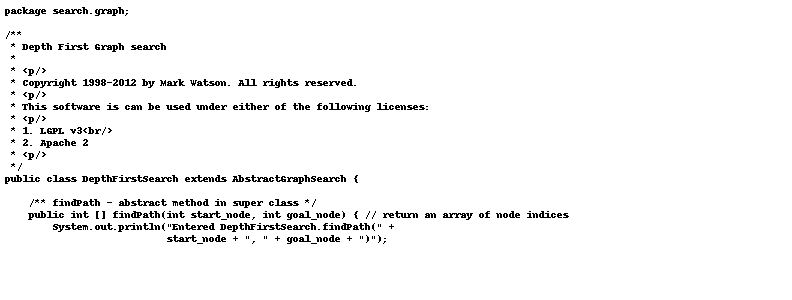 package search.graph;

/**
 * Depth First Graph search
 *
 * <p/>
 * Copyright 1998-2012 by Mark Watson. All rights reserved.
 * <p/>
 * This software is can be used under either of the following licenses:
 * <p/>
 * 1. LGPL v3<br/>
 * 2. Apache 2
 * <p/>
 */
public class DepthFirstSearch extends AbstractGraphSearch {

    /** findPath - abstract method in super class */
    public int [] findPath(int start_node, int goal_node) { // return an array of node indices
        System.out.println("Entered DepthFirstSearch.findPath(" +
                           start_node + ", " + goal_node + ")");